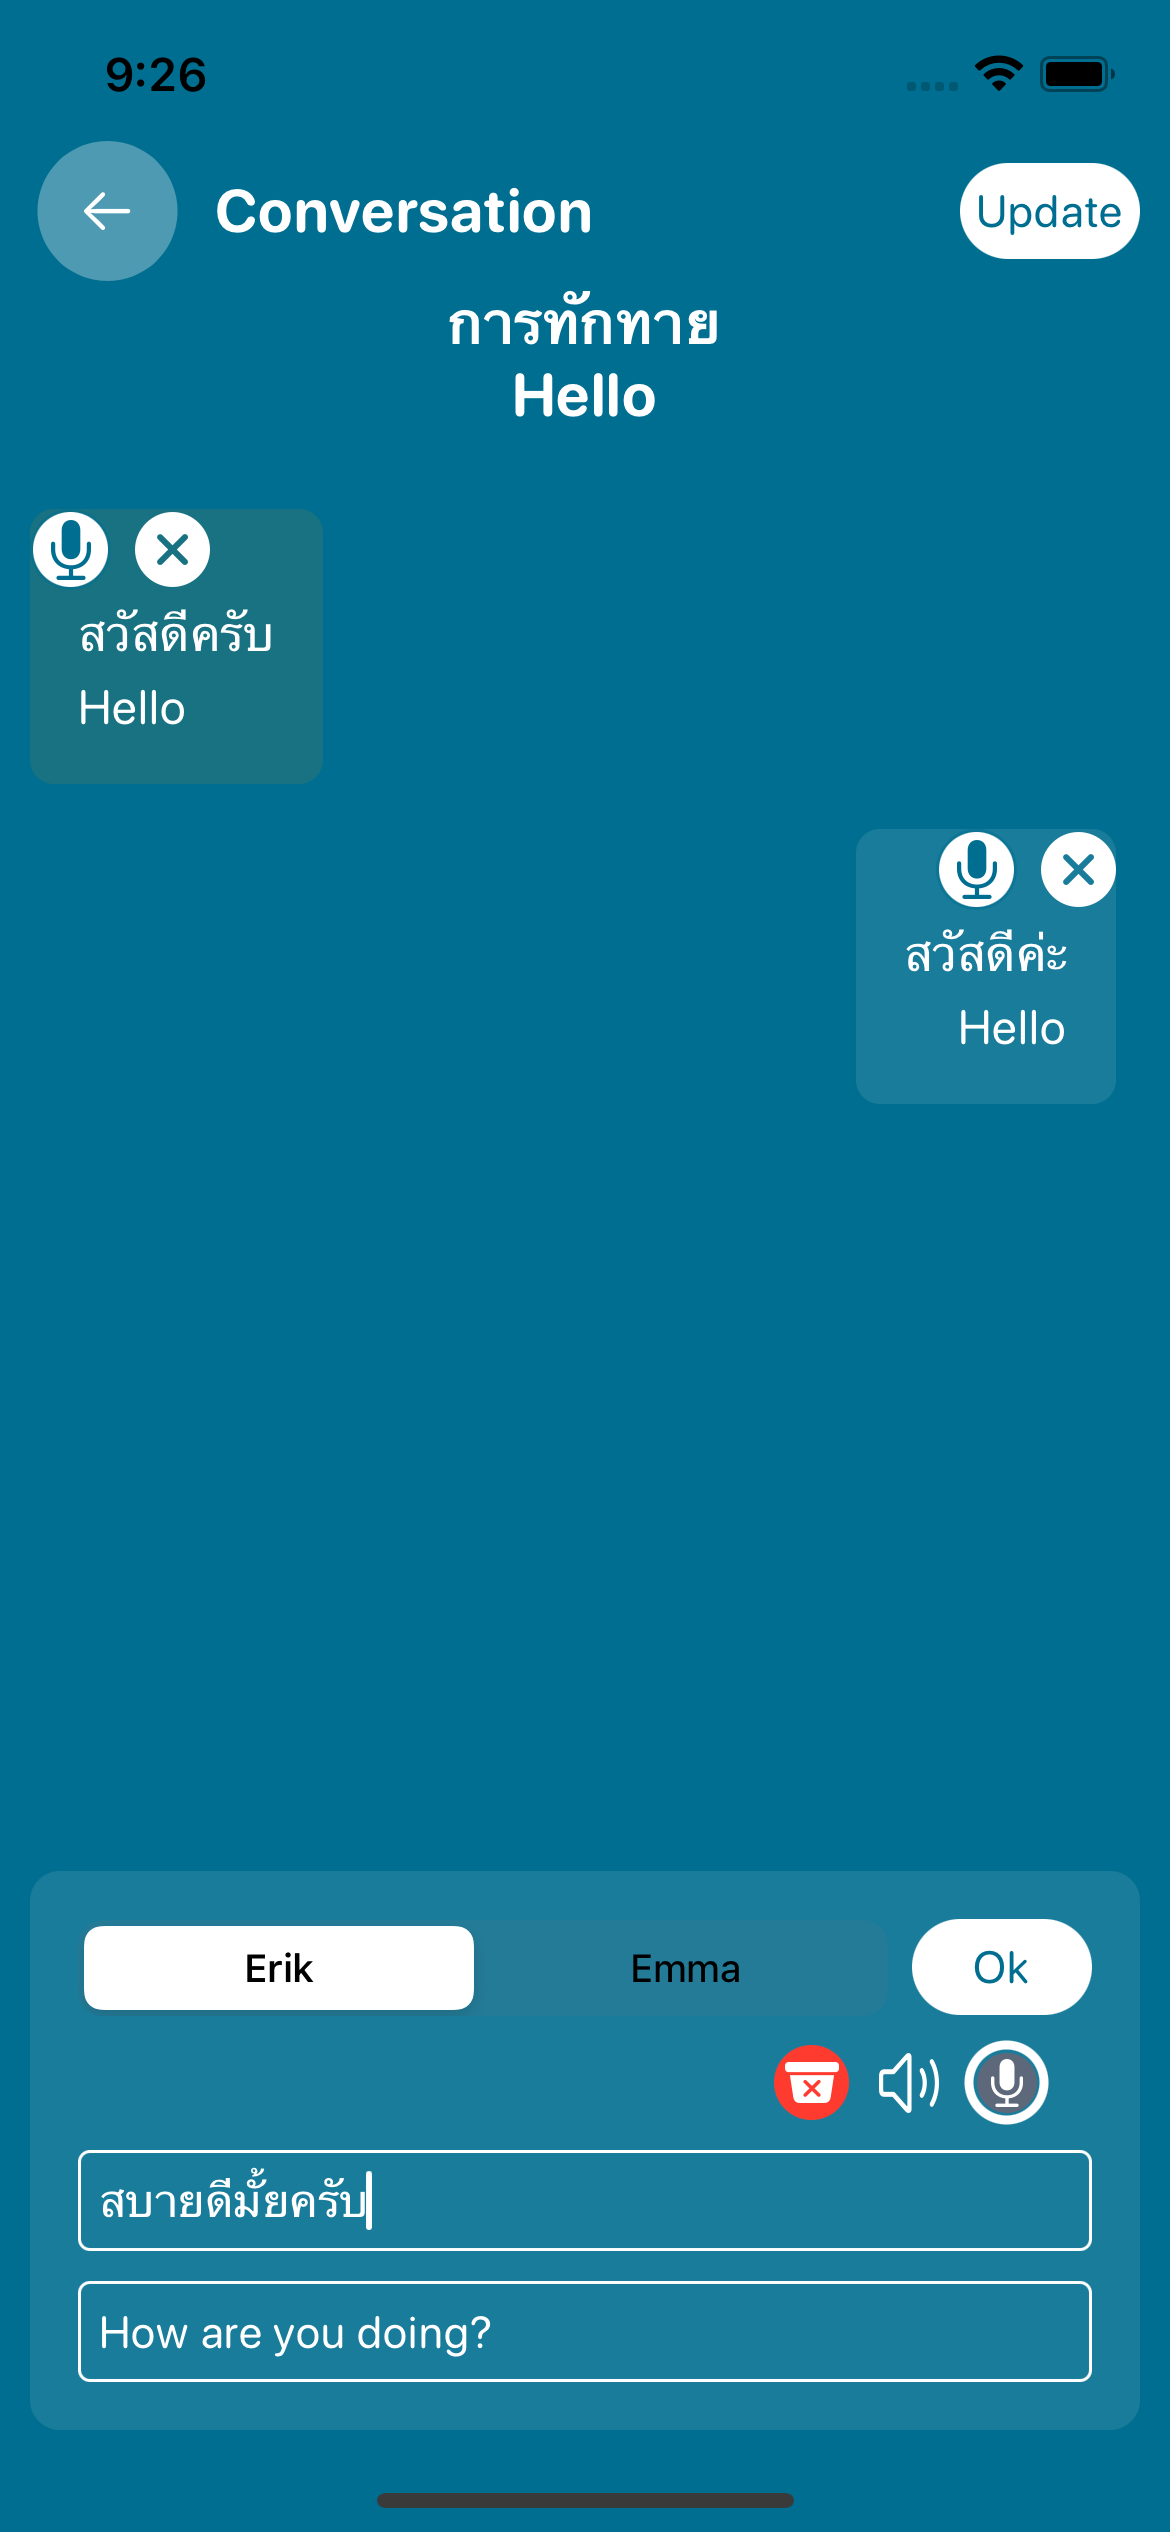 9:26
Conversation
Update
การทักทาย
Hello
สวัสดีครับ
Hello
สวัสดีค่ะ
Hello
Erik
Emma
Ok
สบายดีมั้ยครับ
How are you doing?